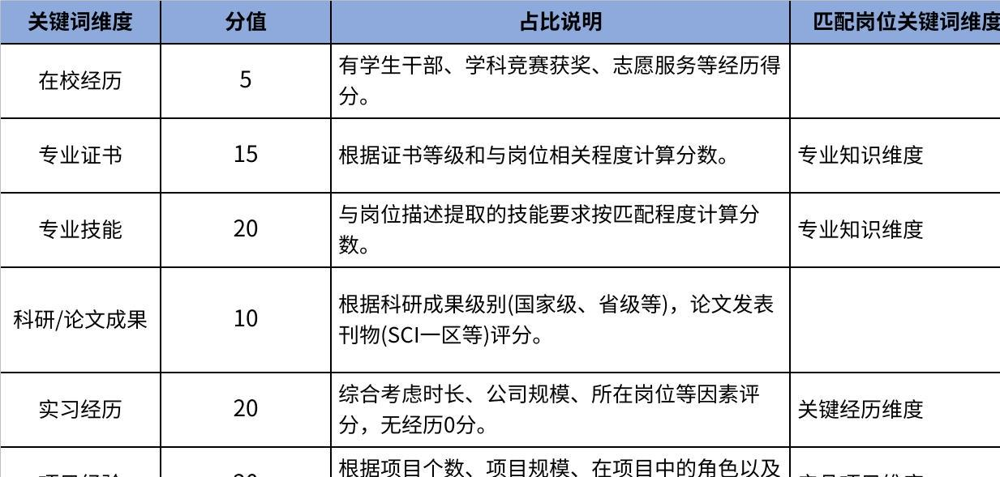 关键词维度 分值 占比说明 匹配岗位关键词维度
在校经历 5 有学生干部、学科竞赛获奖、志愿服务等经历得
分。
专业证书 15 根据证书等级和与岗位相关程度计算分数。 专业知识维度
专业技能 20 与岗位描述提取的技能要求按匹配程度计算分
数。 专业知识维度
科研/论文成果 10 根据科研成果级别(国家级、省级等)，论文发表
刊物(SCI一区等)评分。
实习经历 20 综合考虑时长、公司规模、所在岗位等因素评
分，无经历0分。 关键经历维度
根据项目个数、项目规模、在项目中的角色以及